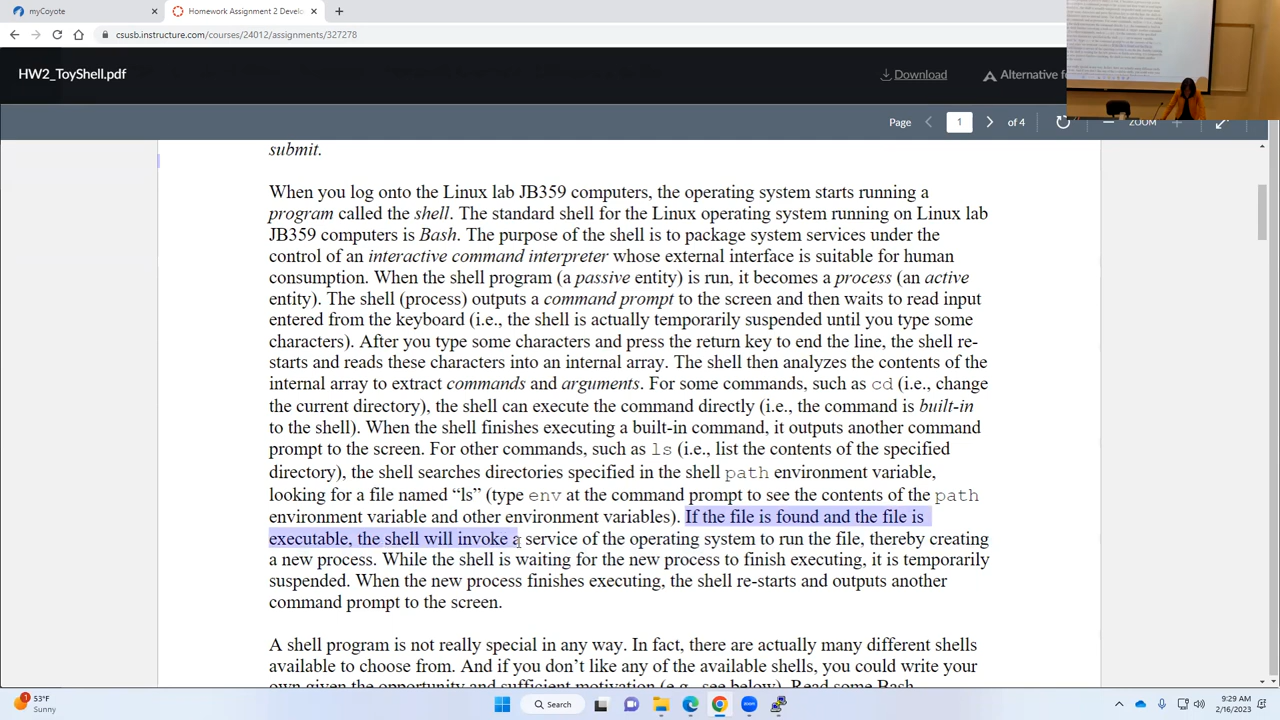 myCoyote
Homework Assignment 2 Develo
HW2_ToyShell.pdf
Download
Alternative fo
Page
1
of 4
ZOOM
submit.
When you log onto the Linux lab JB359 computers, the operating system starts running a
program called the shell. The standard shell for the Linux operating system running on Linux lab
JB359 computers is Bash. The purpose of the shell is to package system services under the
control of an interactive command interpreter whose external interface is suitable for human
consumption. When the shell program (a passive entity) is run, it becomes a process (an active
entity). The shell (process) outputs a command prompt to the screen and then waits to read input
entered from the keyboard (i.e., the shell is actually temporarily suspended until you type some
characters). After you type some characters and press the return key to end the line, the shell re-
starts and reads these characters into an internal array. The shell then analyzes the contents of the
internal array to extract commands and arguments. For some commands, such as cd (i.e., change
the current directory), the shell can execute the command directly (i.e., the command is built-in
to the shell). When the shell finishes executing a built-in command, it outputs another command
prompt to the screen. For other commands, such as ls (i.e., list the contents of the specified
directory), the shell searches directories specified in the shell path environment variable,
looking for a file named “ls” (type env at the command prompt to see the contents of the path
environment variable and other environment variables). If the file is found and the file is
executable, the shell will invoke a service of the operating system to run the file, thereby creating
a new process. While the shell is waiting for the new process to finish executing, it is temporarily
suspended. When the new process finishes executing, the shell re-starts and outputs another
command prompt to the screen.
A shell program is not really special in any way. In fact, there are actually many different shells
available to choose from. And if you don’t like any of the available shells, you could write your
own given the opportunity and sufficient motivation (e.g., see below). Read some Bash
53°F
Sunny
Search
9:29 AM
2/16/2023